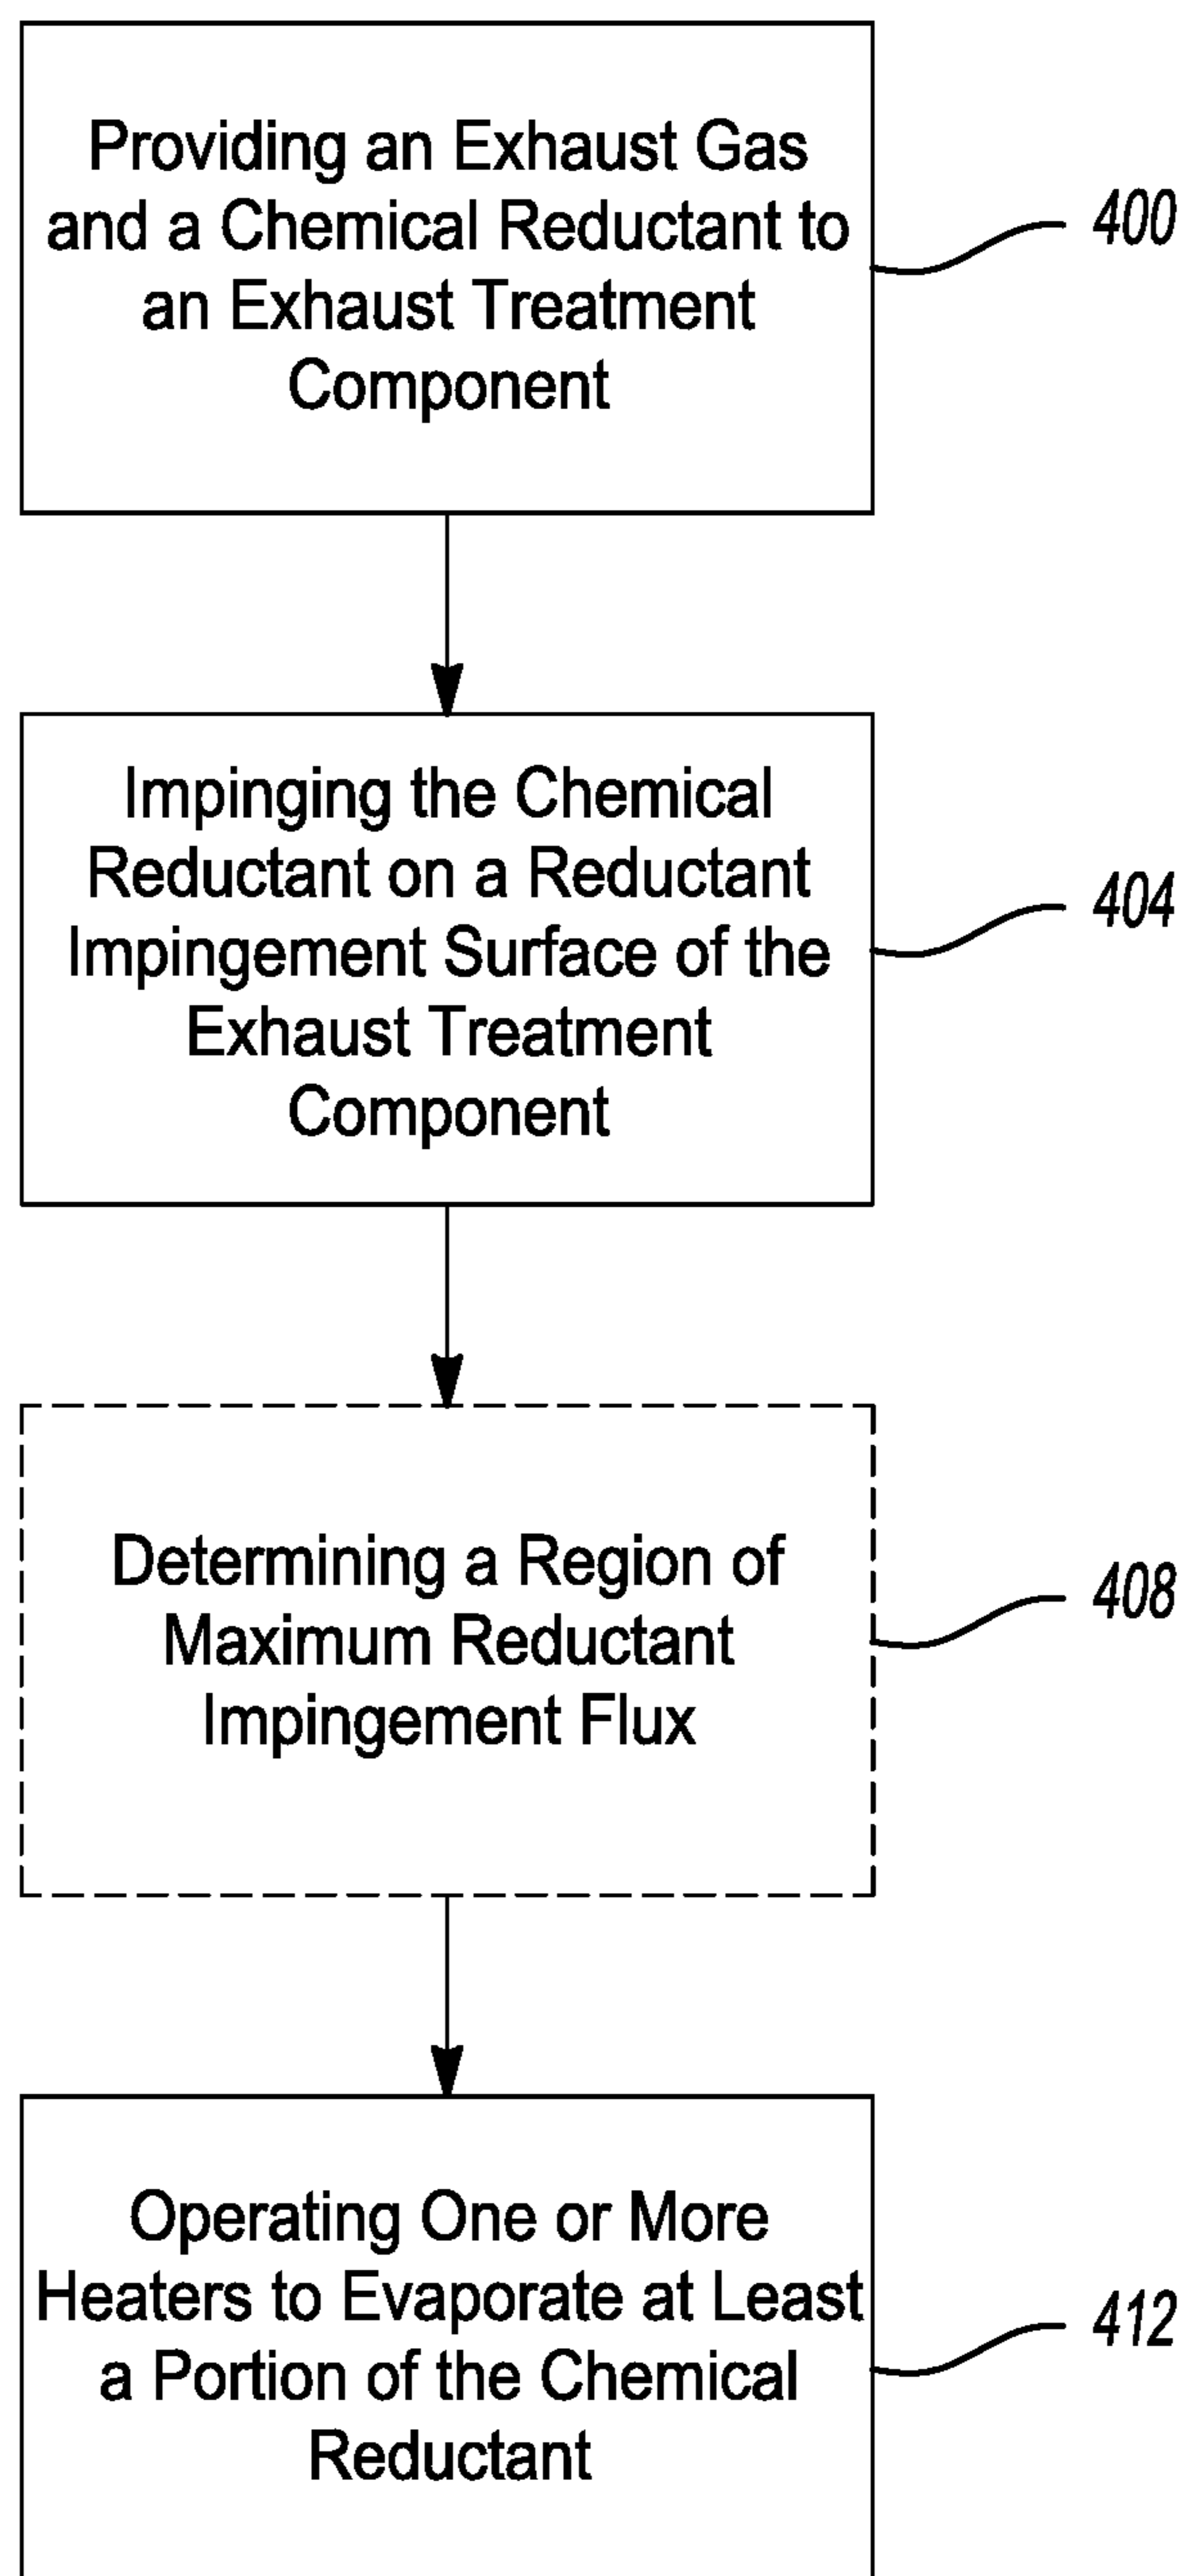 Providing an Exhaust Gas
and a Chemical Reductant to
an Exhaust Treatment
Component
400
Impinging the Chemical
Reductant on a Reductant
Impingement Surface of the
Exhaust Treatment
Component
404
Determining a Region of
Maximum Reductant
Impingement Flux
408
Operating One or More
Heaters to Evaporate at Least
a Portion of the Chemical
Reductant
412